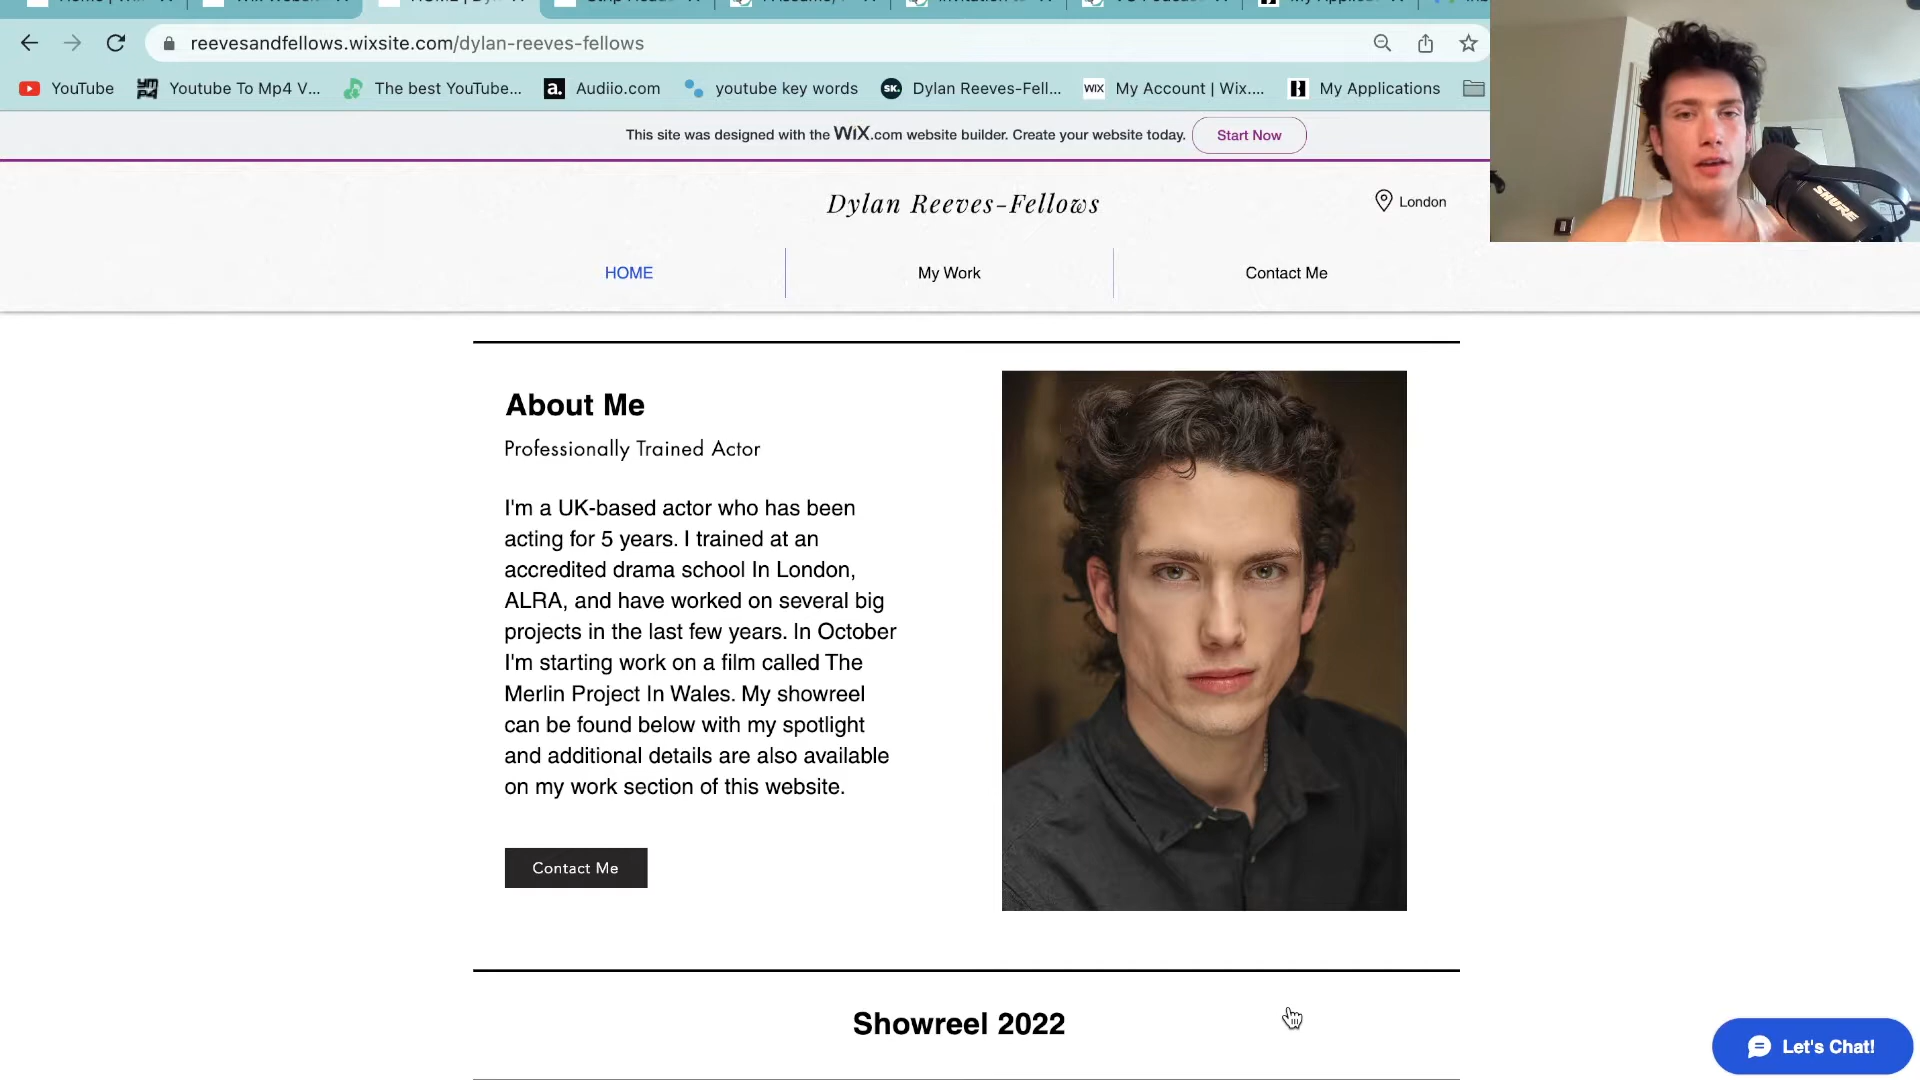 reevesandfellows.wixsite.com/dylan-reeves-fellows
YouTube
Youtube To Mp4 V...
The best YouTube...
a.
Audiio.com
youtube key words
SK.
Dylan Reeves-Fell...
WIX
My Account | Wix....
My Applications
This site was designed with the WiX.com website builder. Create your website today.
Start Now
SHURE
Dylan Reeves-Fellows
London
HOME
My Work
Contact Me
About Me
Professionally Trained Actor
I'm a UK-based actor who has been
acting for 5 years. I trained at an
accredited drama school In London,
ALRA, and have worked on several big
projects in the last few years. In October
I'm starting work on a film called The
Merlin Project In Wales. My showreel
can be found below with my spotlight
and additional details are also available
on my work section of this website.
Contact Me
Showreel 2022
Let's Chat!